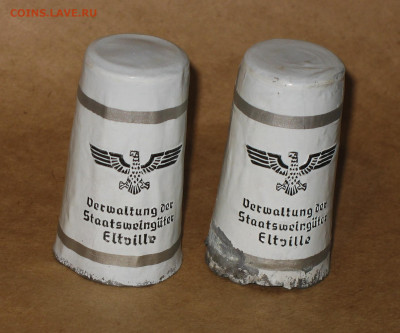 COINS.LAVE.RU
Verwaltung der
Staatsweingüter
Eltville
Verwaltung der
Staatsweingüter
Eltville